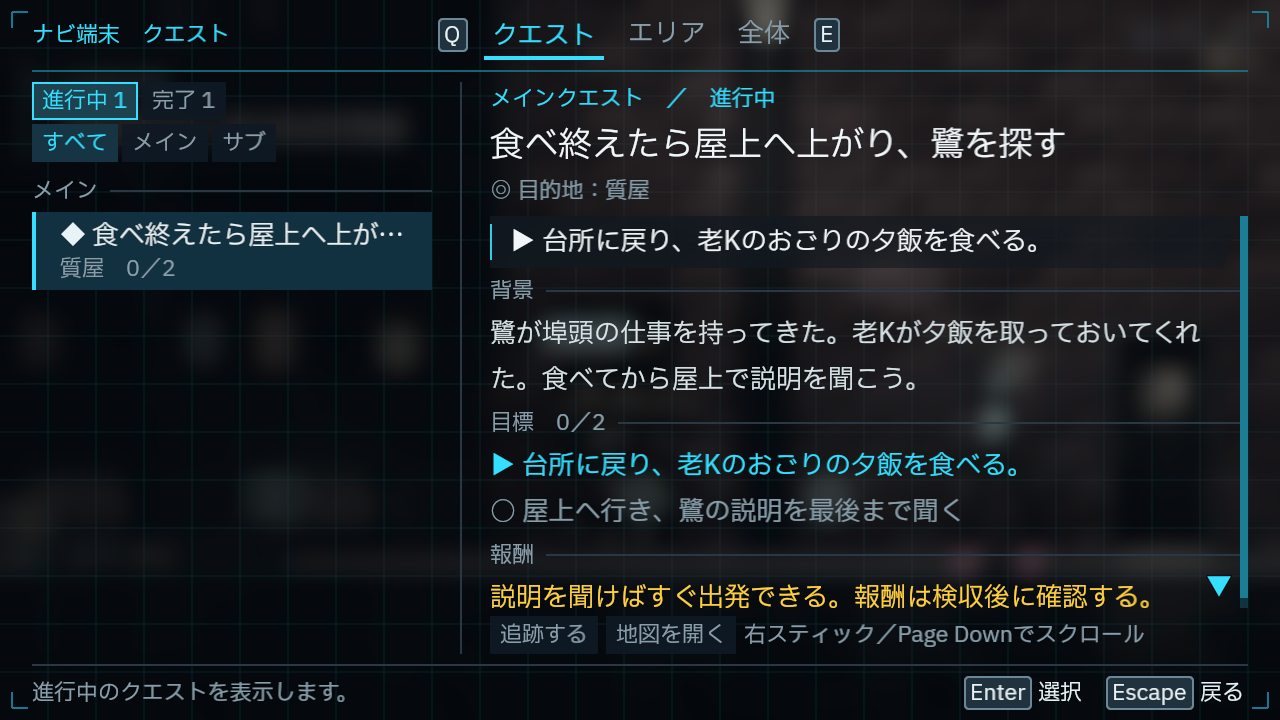 ナビ端末　クエスト
Q クエスト エリア 全体 E
進行中 1 完了 1
すべて メイン サブ
メイン
◆ 食べ終えたら屋上へ上が…
質屋　0／2
メインクエスト　／　進行中
食べ終えたら屋上へ上がり、鷺を探す
◎ 目的地：質屋
▶ 台所に戻り、老Kのおごりの夕飯を食べる。
背景
鷺が埠頭の仕事を持ってきた。老Kが夕飯を取っておいてくれ
た。食べてから屋上で説明を聞こう。
目標　0／2
▶ 台所に戻り、老Kのおごりの夕飯を食べる。
○ 屋上へ行き、鷺の説明を最後まで聞く
報酬
説明を聞けばすぐ出発できる。報酬は検収後に確認する。
追跡する 地図を開く 右スティック／Page Downでスクロール
進行中のクエストを表示します。
Enter 選択 Escape 戻る